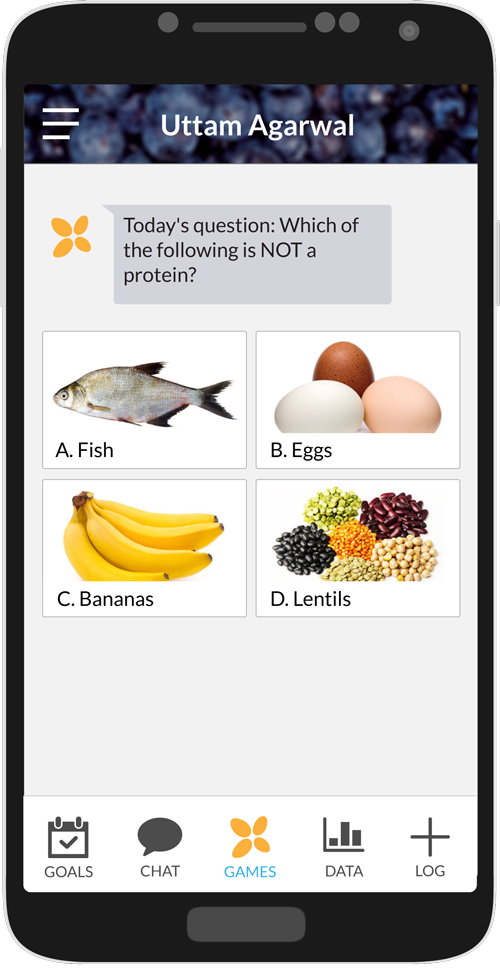 Uttam Agarwal
Today's question: Which of
the following is NOT a
protein?
A. Fish
B. Eggs
C. Bananas
D. Lentils
GOALS
CHAT
GAMES
DATA
LOG